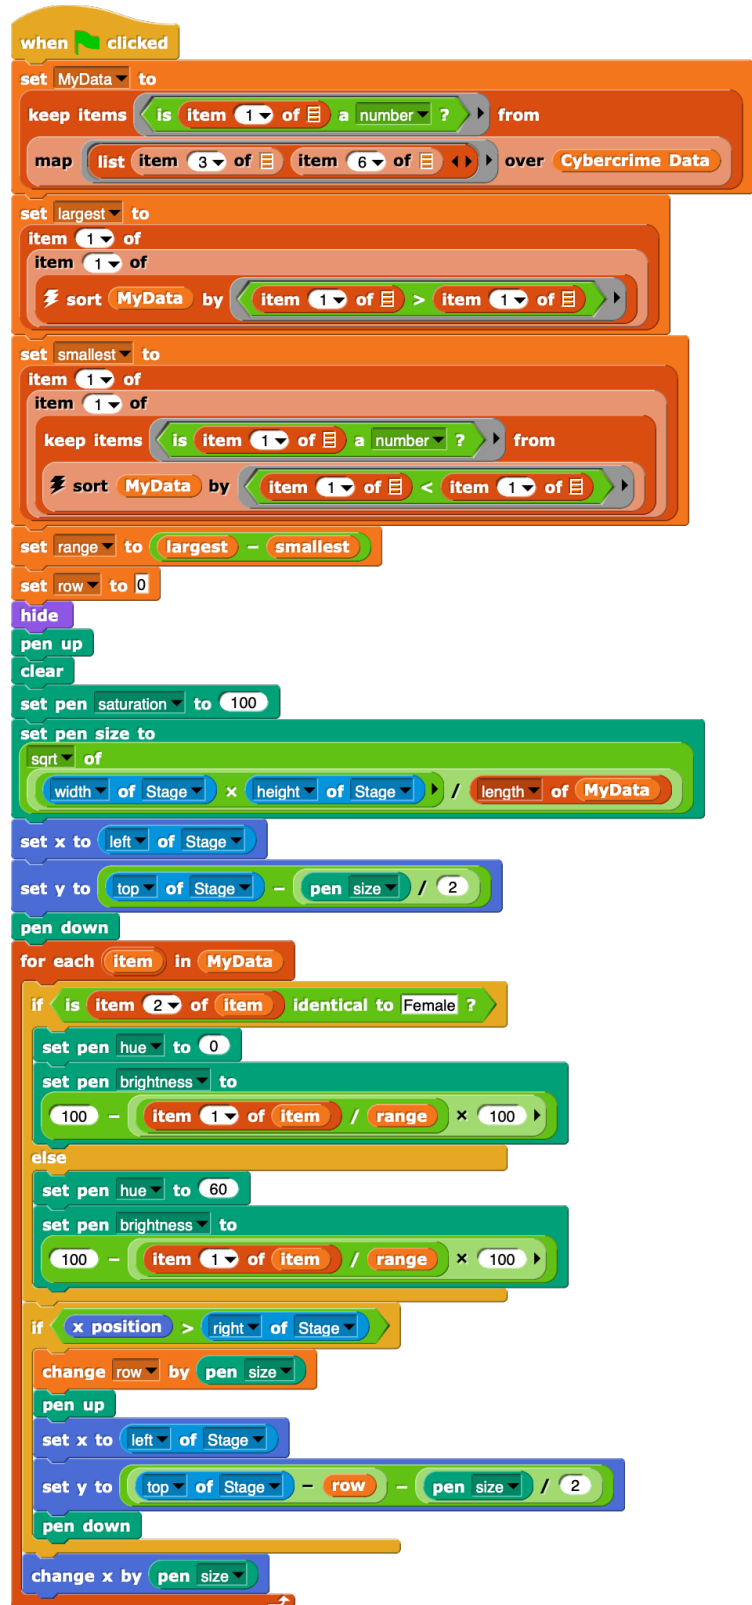 when clicked
set MyData to
keep items is item 1 of a number ? from
map list item 3 of item 6 of over Cybercrime Data
set largest to
item 1 of
item 1 of
sort MyData by item 1 of > item 1 of
set smallest to
item 1 of
item 1 of
keep items is item 1 of a number ? from
sort MyData by item 1 of < item 1 of
set range to largest – smallest
set row to 0
hide
pen up
clear
set pen saturation to 100
set pen size to
sqrt of
width of Stage × height of Stage / length of MyData
set x to left of Stage
set y to top of Stage – pen size / 2
pen down
for each item in MyData
if is item 2 of item identical to Female ?
set pen hue to 0
set pen brightness to
100 – item 1 of item / range × 100
else
set pen hue to 60
set pen brightness to
100 – item 1 of item / range × 100
if x position > right of Stage
change row by pen size
pen up
set x to left of Stage
set y to top of Stage – row – pen size / 2
pen down
change x by pen size